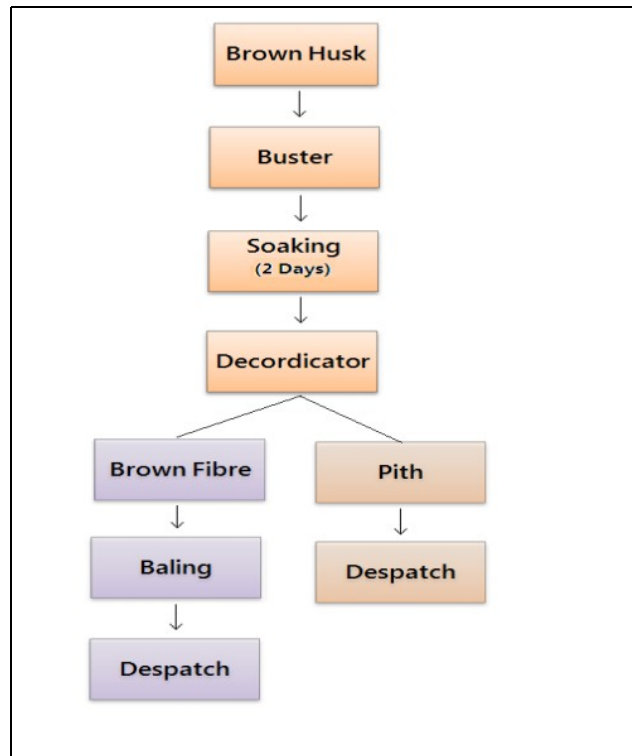 Brown Husk
Buster
Soaking
(2 Days)
Decordicator
Brown Fibre
Pith
Baling
Despatch
Despatch